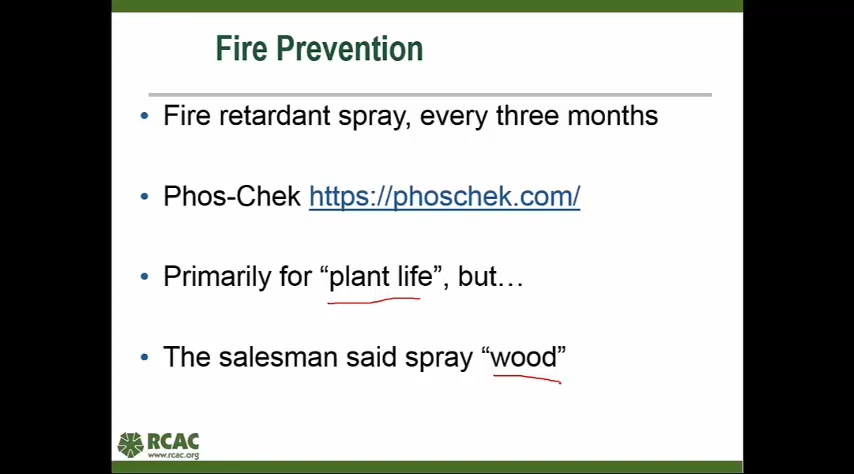 Fire Prevention
• Fire retardant spray, every three months
• Phos-Chek https://phoschek.com/
• Primarily for “plant life”, but…
• The salesman said spray “wood”
RCAC
www.rcac.org